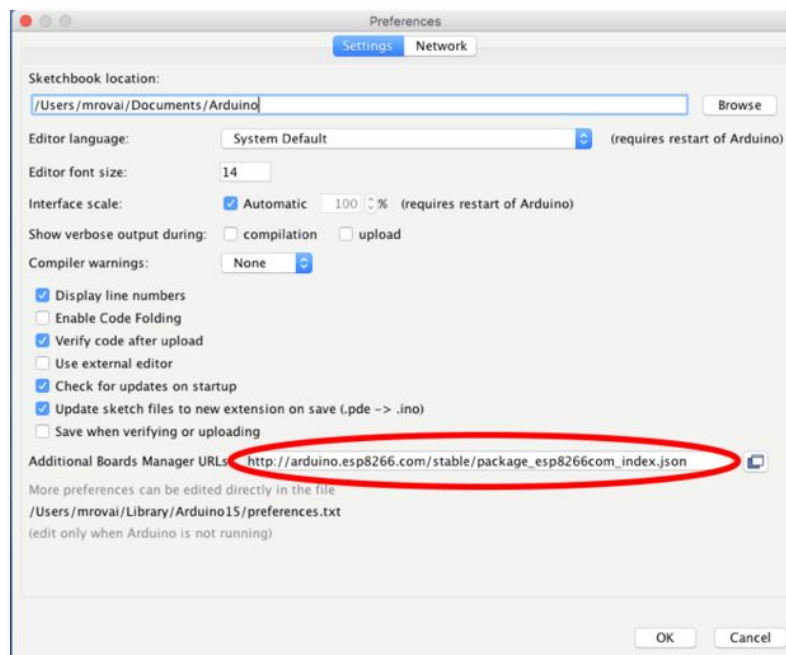 Preferences
Settings Network
Sketchbook location:
/Users/mrovai/Documents/Arduino Browse
Editor language: System Default (requires restart of Arduino)
Editor font size: 14
Interface scale: Automatic 100 % (requires restart of Arduino)
Show verbose output during: compilation upload
Compiler warnings: None
Display line numbers
Enable Code Folding
Verify code after upload
Use external editor
Check for updates on startup
Update sketch files to new extension on save (.pde -> .ino)
Save when verifying or uploading
Additional Boards Manager URLs: http://arduino.esp8266.com/stable/package_esp8266com_index.json
More preferences can be edited directly in the file
/Users/mrovai/Library/Arduino15/preferences.txt
(edit only when Arduino is not running)
OK Cancel